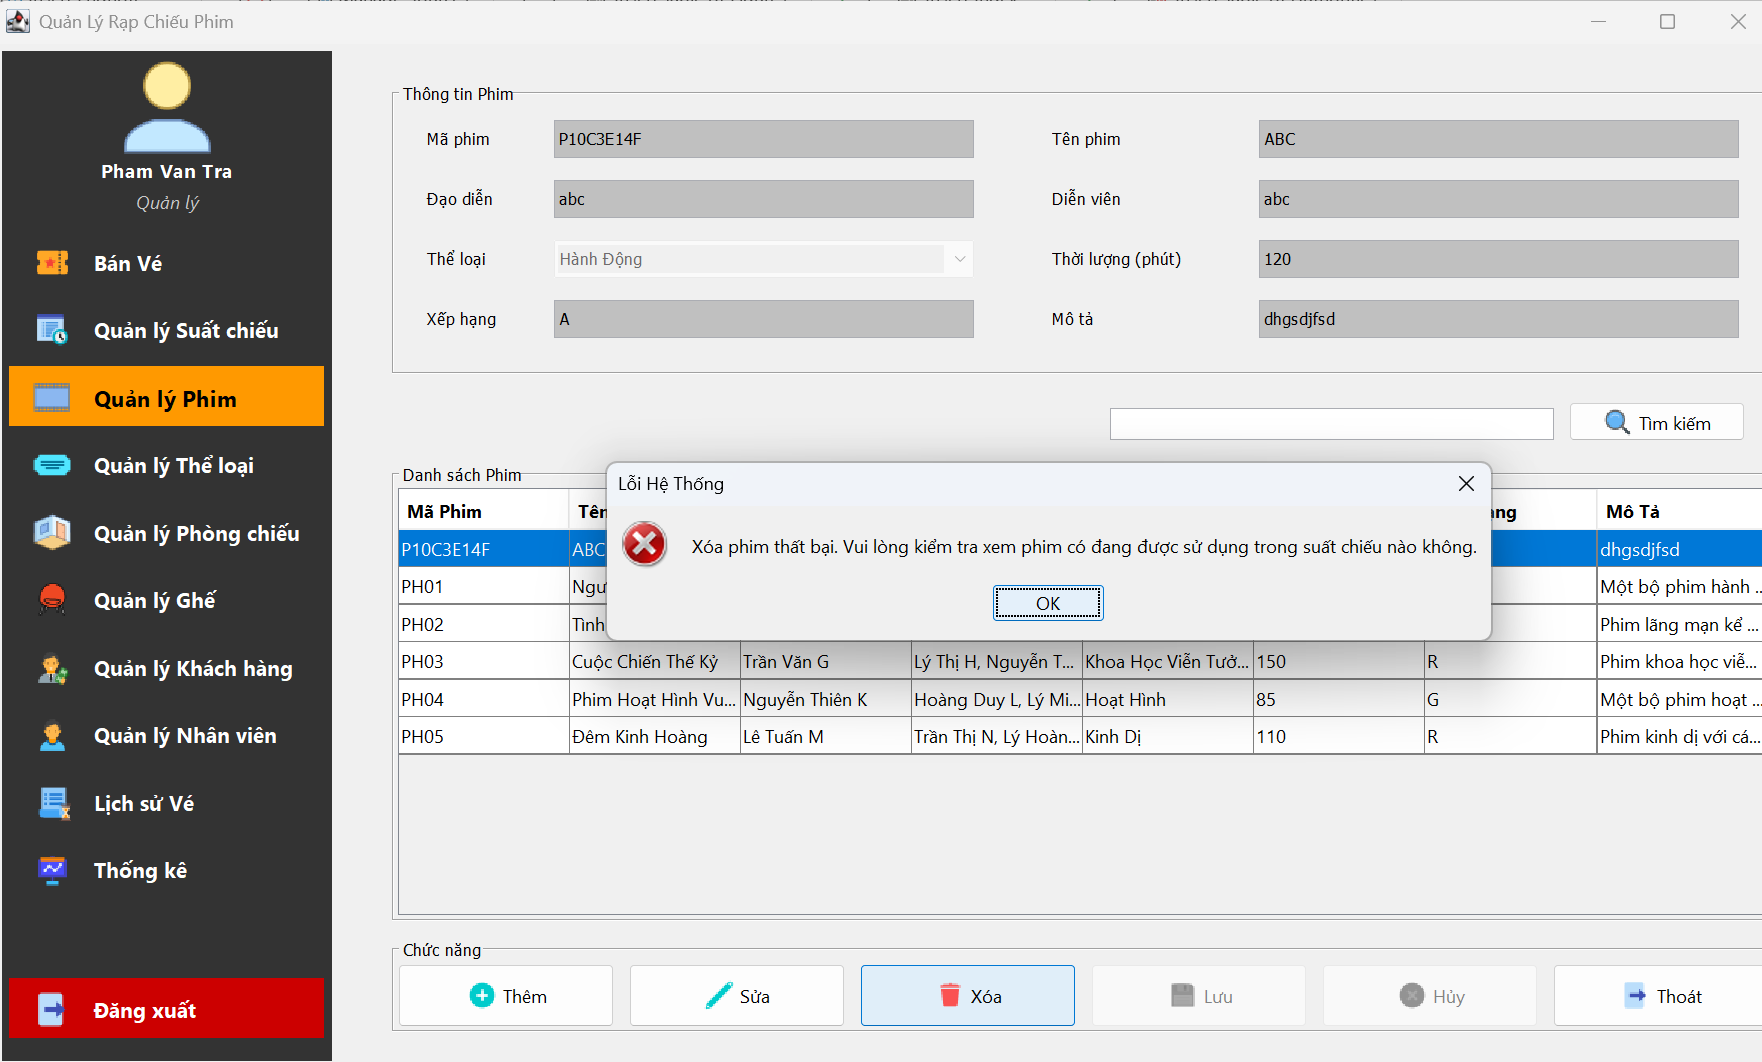 Quản Lý Rạp Chiếu Phim
Pham Van Tra
Quản lý
Bán Vé
Quản lý Suất chiếu
Quản lý Phim
Quản lý Thể loại
Quản lý Phòng chiếu
Quản lý Ghế
Quản lý Khách hàng
Quản lý Nhân viên
Lịch sử Vé
Thống kê
Đăng xuất
Thông tin Phim
Mã phim P10C3E14F Tên phim ABC
Đạo diễn abc Diễn viên abc
Thể loại Hành Động Thời lượng (phút) 120
Xếp hạng A Mô tả dhgsdjfsd
Tìm kiếm
Danh sách Phim
Mã Phim Mô Tả
P10C3E14F ABC dhgsdjfsd
PH01 Một bộ phim hành ...
PH02 Phim lãng mạn kể ...
PH03 Cuộc Chiến Thế Kỷ Trần Văn G Lý Thị H, Nguyễn T... Khoa Học Viễn Tưở... 150 R Phim khoa học viễ...
PH04 Phim Hoạt Hình Vu... Nguyễn Thiên K Hoàng Duy L, Lý Mi... Hoạt Hình 85 G Một bộ phim hoạt ...
PH05 Đêm Kinh Hoàng Lê Tuấn M Trần Thị N, Lý Hoàn... Kinh Dị 110 R Phim kinh dị với cá...
Lỗi Hệ Thống
Xóa phim thất bại. Vui lòng kiểm tra xem phim có đang được sử dụng trong suất chiếu nào không.
OK
Chức năng
Thêm Sửa Xóa Lưu Hủy Thoát